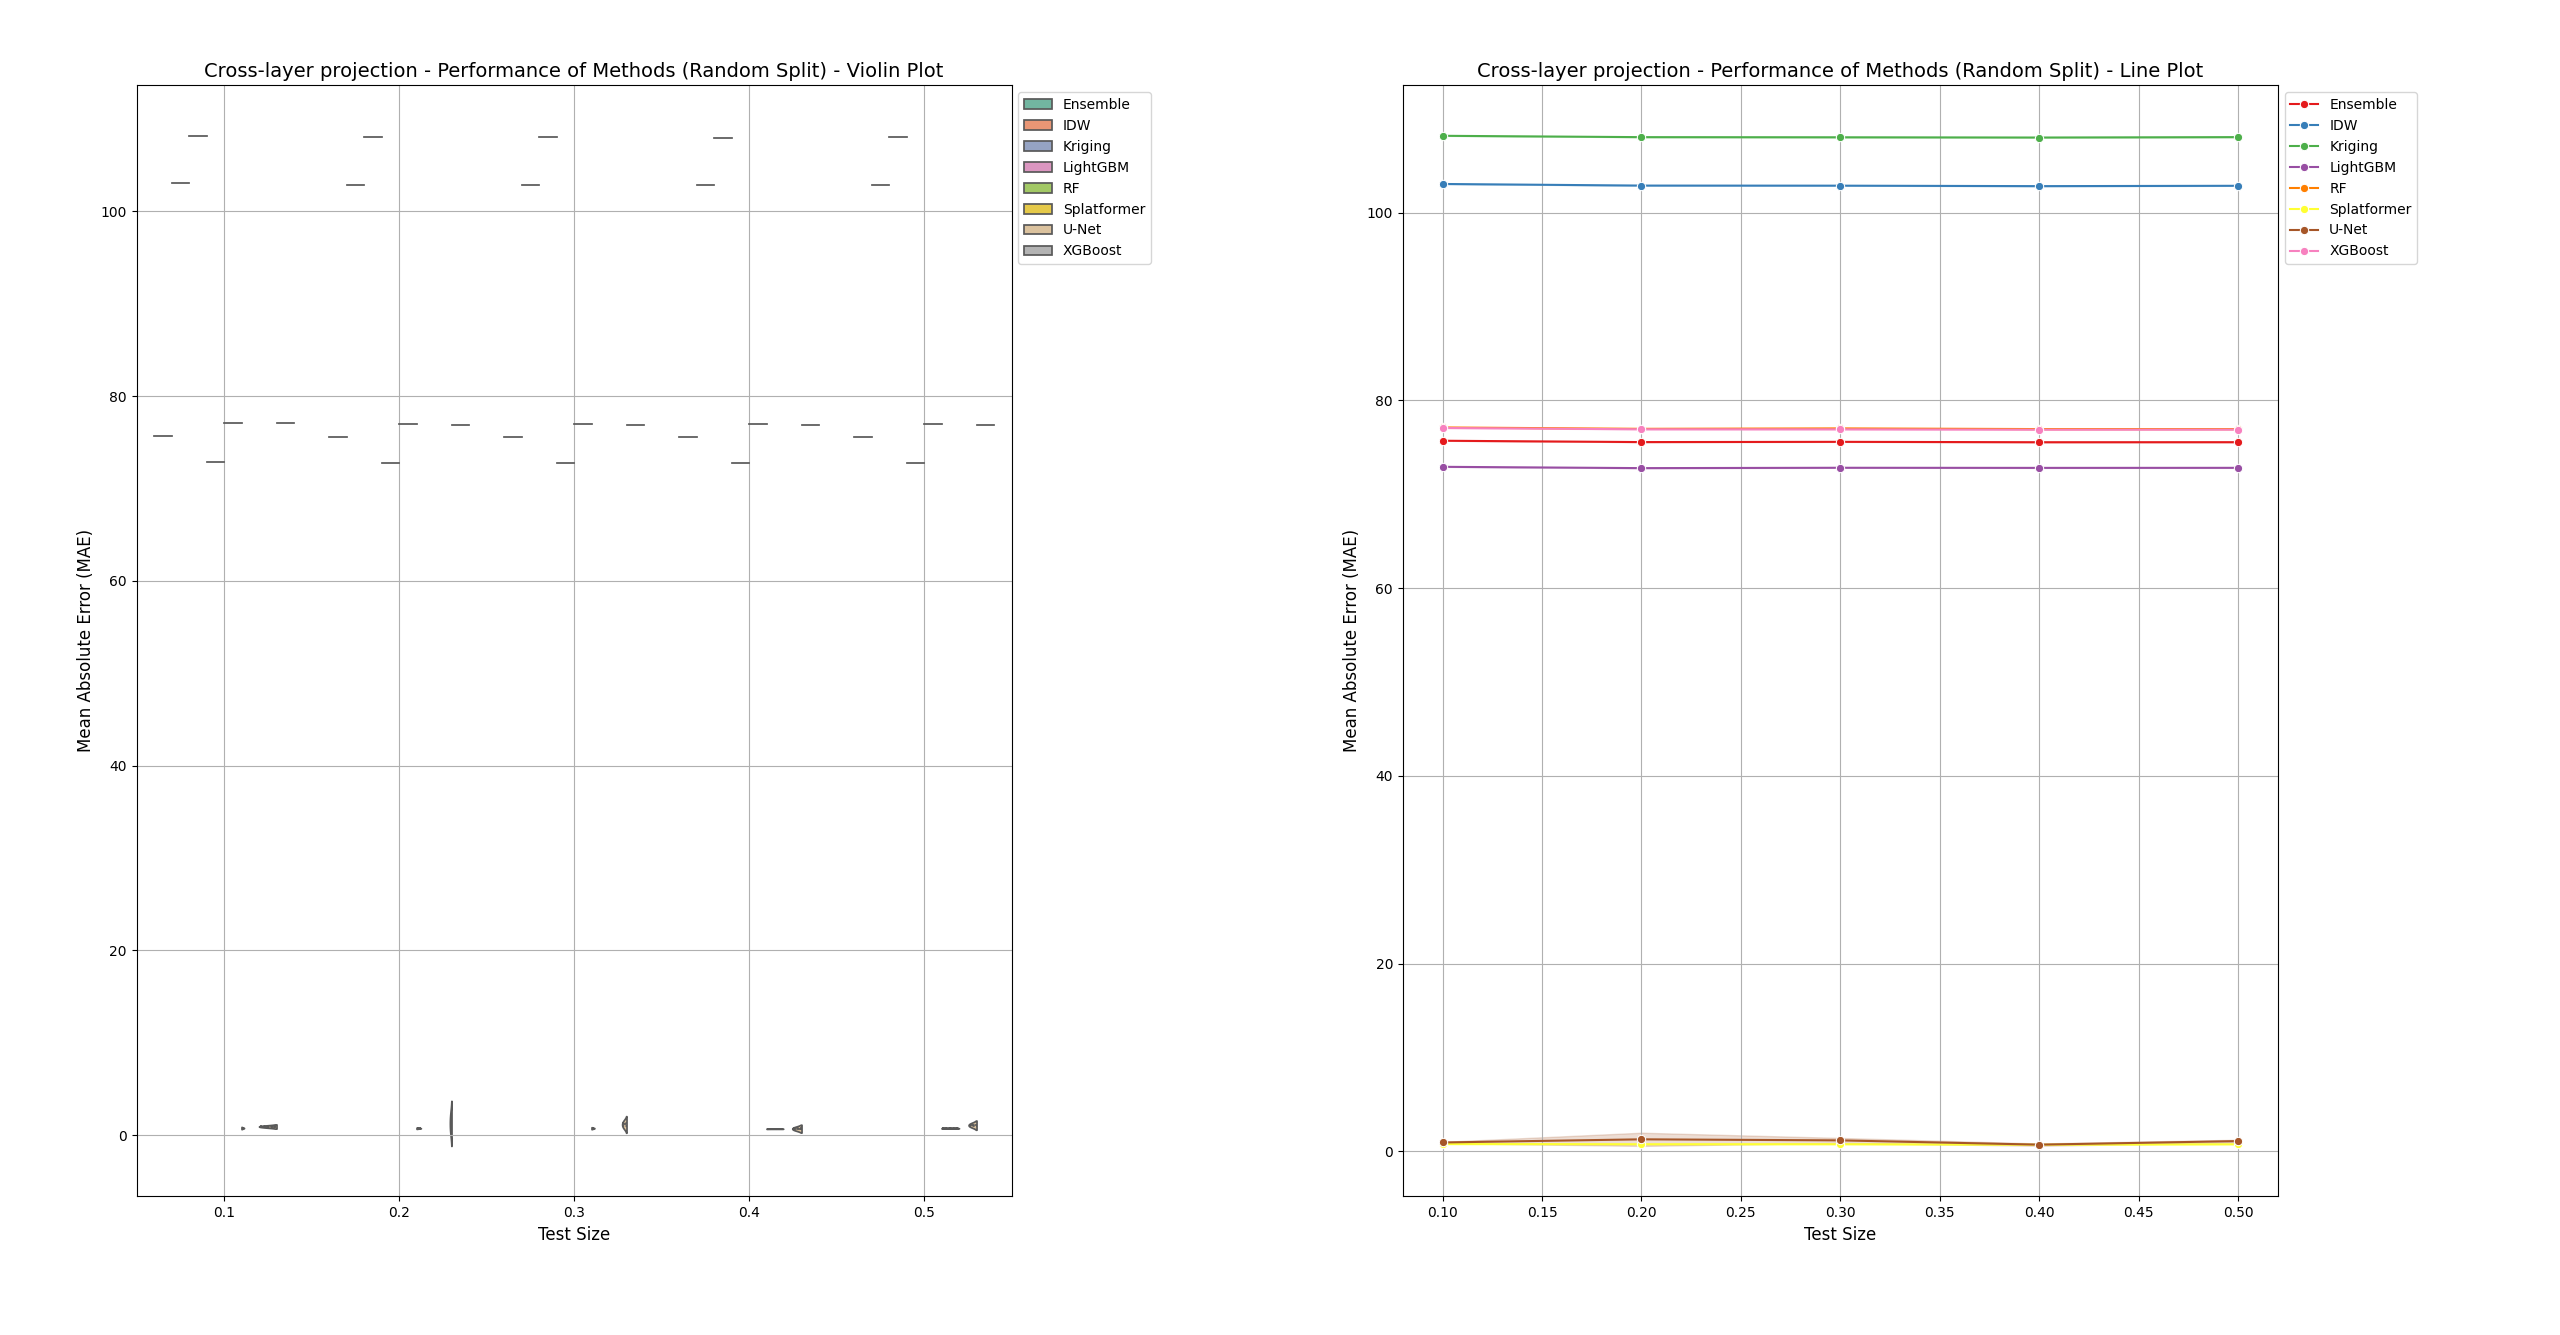 Cross-layer projection - Performance of Methods (Random Split) - Violin Plot
Mean Absolute Error (MAE)
100
80
60
40
20
0
0.1 0.2 0.3 0.4 0.5
Test Size
Ensemble
IDW
Kriging
LightGBM
RF
Splatformer
U-Net
XGBoost
Cross-layer projection - Performance of Methods (Random Split) - Line Plot
Mean Absolute Error (MAE)
100
80
60
40
20
0
0.10 0.15 0.20 0.25 0.30 0.35 0.40 0.45 0.50
Test Size
Ensemble
IDW
Kriging
LightGBM
RF
Splatformer
U-Net
XGBoost